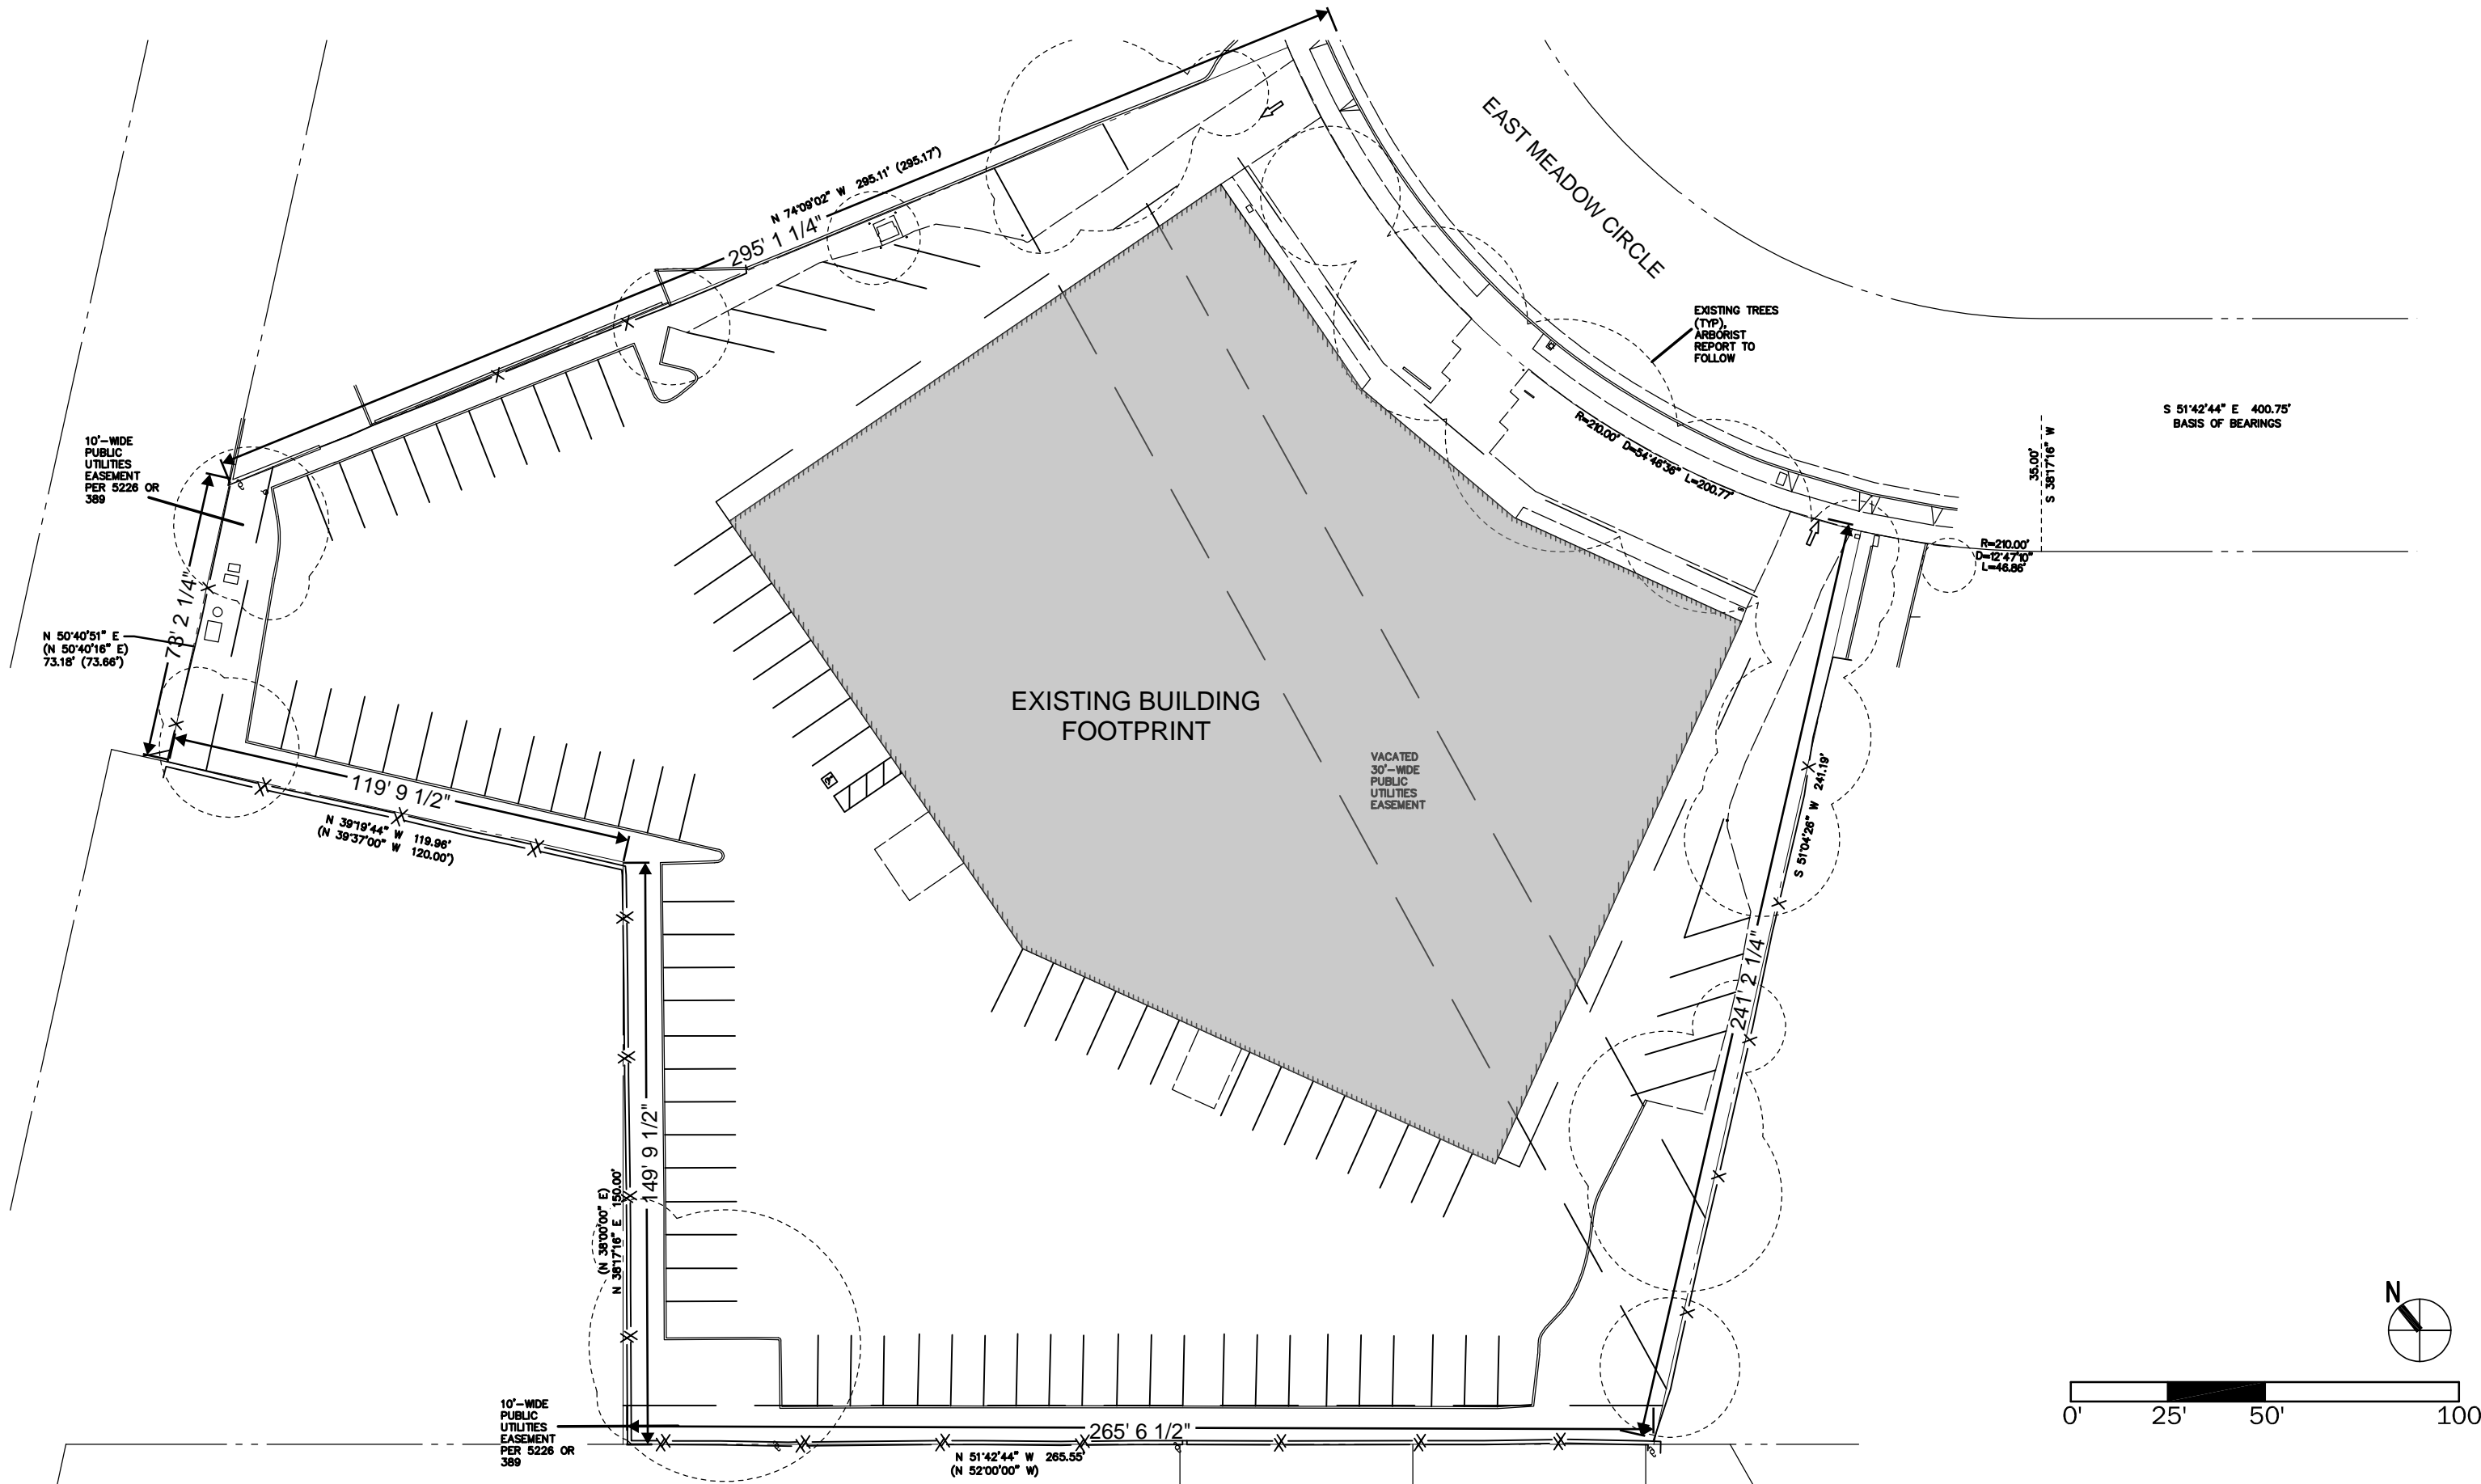 EAST MEADOW CIRCLE
N 74°09'02" W 295.11' (295.17')
295' 1 1/4"
EXISTING TREES
(TYP),
ARBORIST
REPORT TO
FOLLOW
S 51°42'44" E 400.75'
BASIS OF BEARINGS
35.00'
S 38°17'16" W
R=210.00' D=54°46'36" L=200.77'
R=210.00'
D=12°47'10"
L=46.86'
10'-WIDE
PUBLIC
UTILITIES
EASEMENT
PER 5226 OR
389
73' 2 1/4"
N 50°40'51" E
(N 50°40'16" E)
73.18' (73.66')
EXISTING BUILDING
FOOTPRINT
VACATED
30'-WIDE
PUBLIC
UTILITIES
EASEMENT
119' 9 1/2"
N 39°19'44" W 119.96'
(N 39°37'00" W 120.00')
S 51°04'26" W 241.19'
241' 2 1/4"
149' 9 1/2"
(N 38°00'00" E)
N 38°17'16" E 150.00'
10'-WIDE
PUBLIC
UTILITIES
EASEMENT
PER 5226 OR
389
265' 6 1/2"
N 51°42'44" W 265.55'
(N 52°00'00" W)
N
0' 25' 50' 100